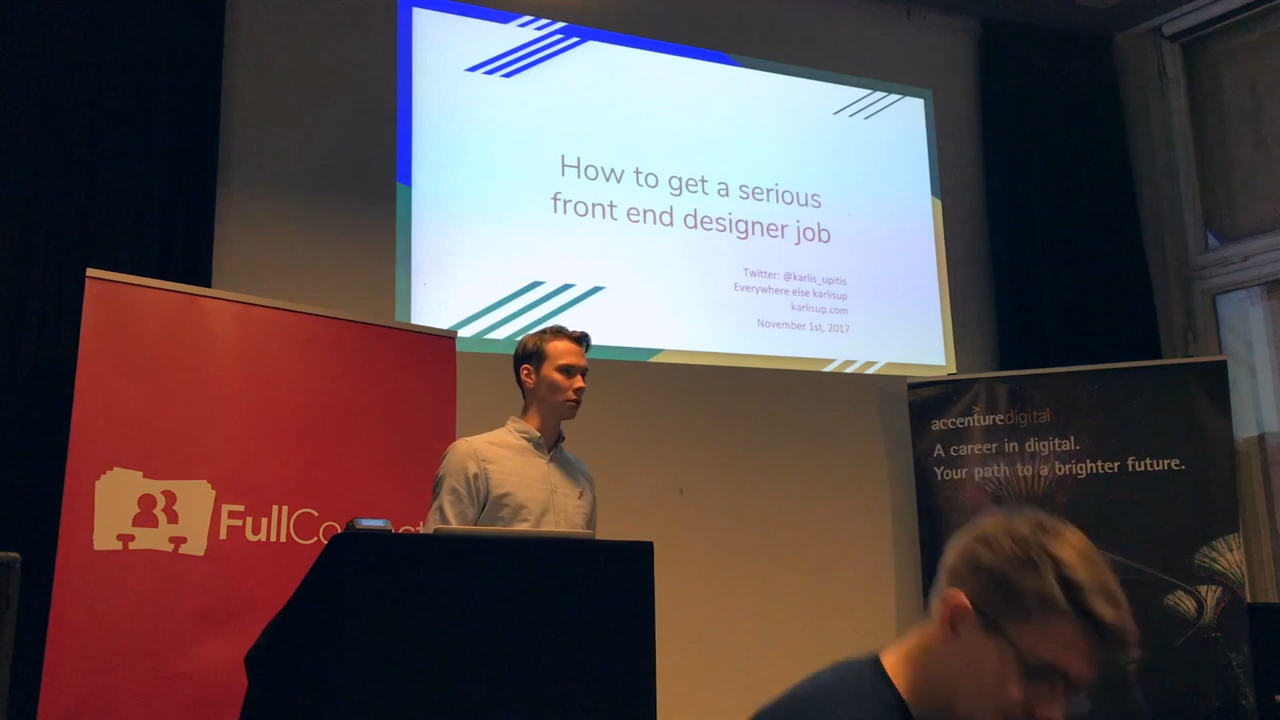 How to get a serious
front end designer job
Twitter: @karlis_upitis
Everywhere else karlisup
karlisup.com
November 1st, 2017
accenturedigital
A career in digital.
Your path to a brighter future.